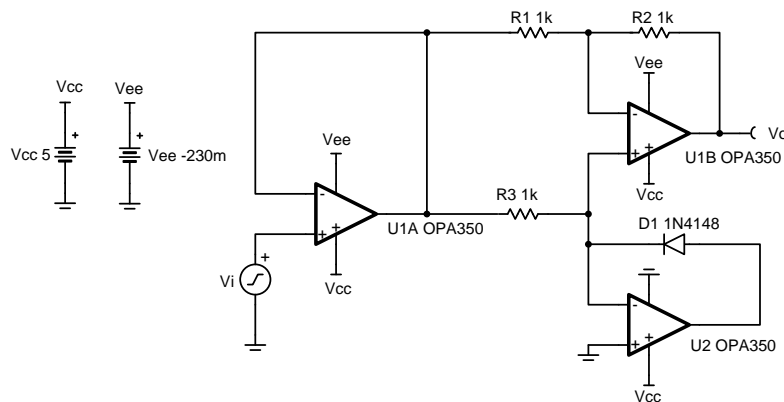 R1 1k
R2 1k
Vcc
Vee
Vee
Vcc 5
Vee -230m
Vee
U1B OPA350
Vcc
R3 1k
U1A OPA350
D1 1N4148
Vi
Vcc
U2 OPA350
Vcc